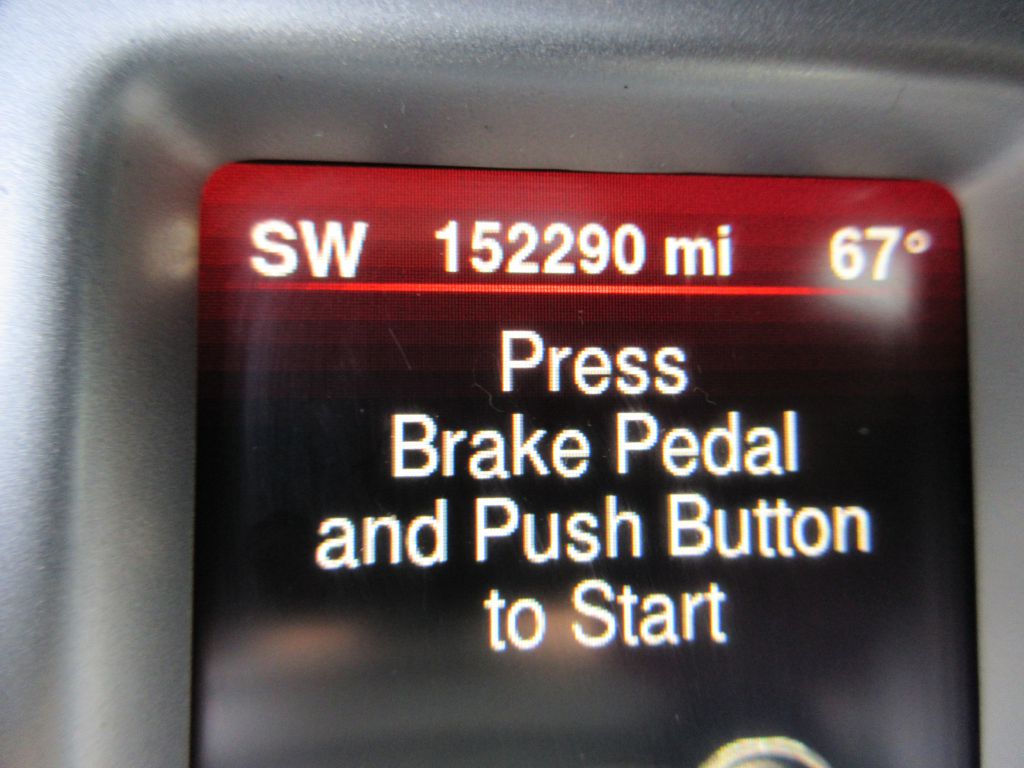 SW 152290 mi 67°
Press
Brake Pedal
and Push Button
to Start